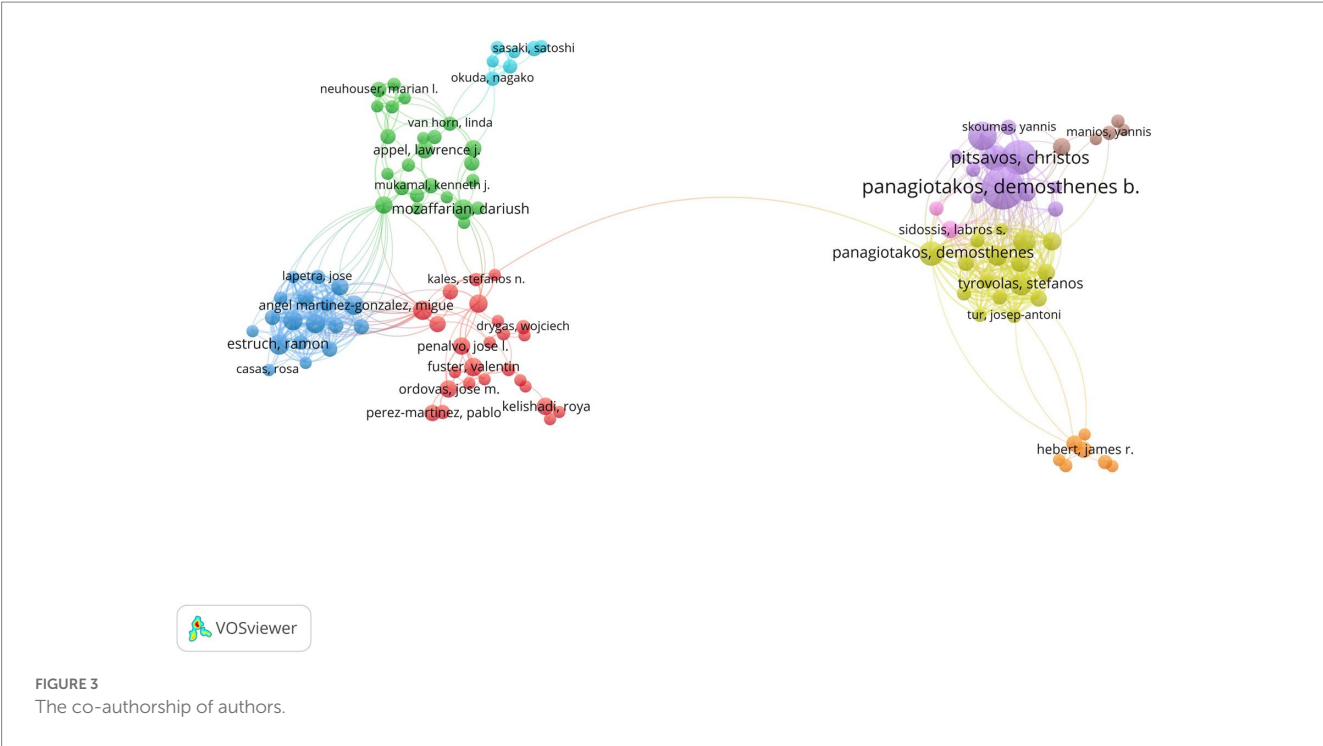 sasaki, satoshi
okuda, nagako
neuhouser, marian l.
van horn, linda
appel, lawrence j.
mukamal, kenneth j.
mozaffarian, dariush
lapetra, jose
kales, stefanos n.
angel martinez-gonzalez, migue
drygas, wojciech
estruch, ramon
penalvo, jose l.
casas, rosa
fuster, valentin
ordovas, jose m.
perez-martinez, pablo
kelishadi, roya
skoumas, yannis
manios, yannis
pitsavos, christos
panagiotakos, demosthenes b.
sidossis, labros s.
panagiotakos, demosthenes
tyrovolas, stefanos
tur, josep-antoni
hebert, james r.
VOSviewer
FIGURE 3
The co-authorship of authors.